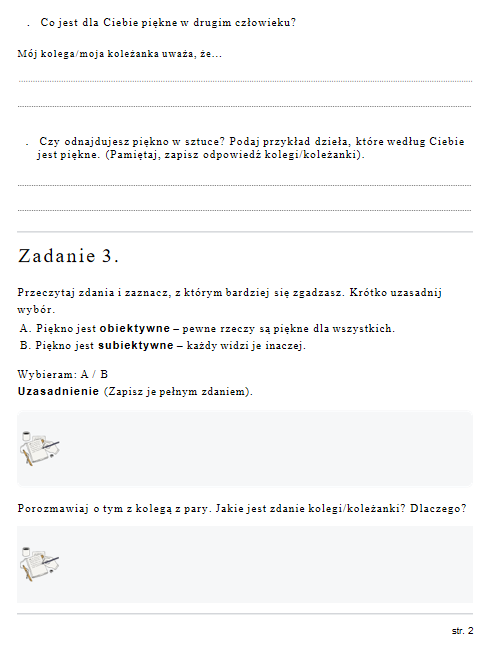 . Co jest dla Ciebie piękne w drugim człowieku?
Mój kolega/moja koleżanka uważa, że...
. Czy odnajdujesz piękno w sztuce? Podaj przykład dzieła, które według Ciebie
jest piękne. (Pamiętaj, zapisz odpowiedź kolegi/koleżanki).
Zadanie 3.
Przeczytaj zdania i zaznacz, z którym bardziej się zgadzasz. Krótko uzasadnij
wybór.
A. Piękno jest obiektywne – pewne rzeczy są piękne dla wszystkich.
B. Piękno jest subiektywne – każdy widzi je inaczej.
Wybieram: A / B
Uzasadnienie (Zapisz je pełnym zdaniem).
Porozmawiaj o tym z kolegą z pary. Jakie jest zdanie kolegi/koleżanki? Dlaczego?
str. 2